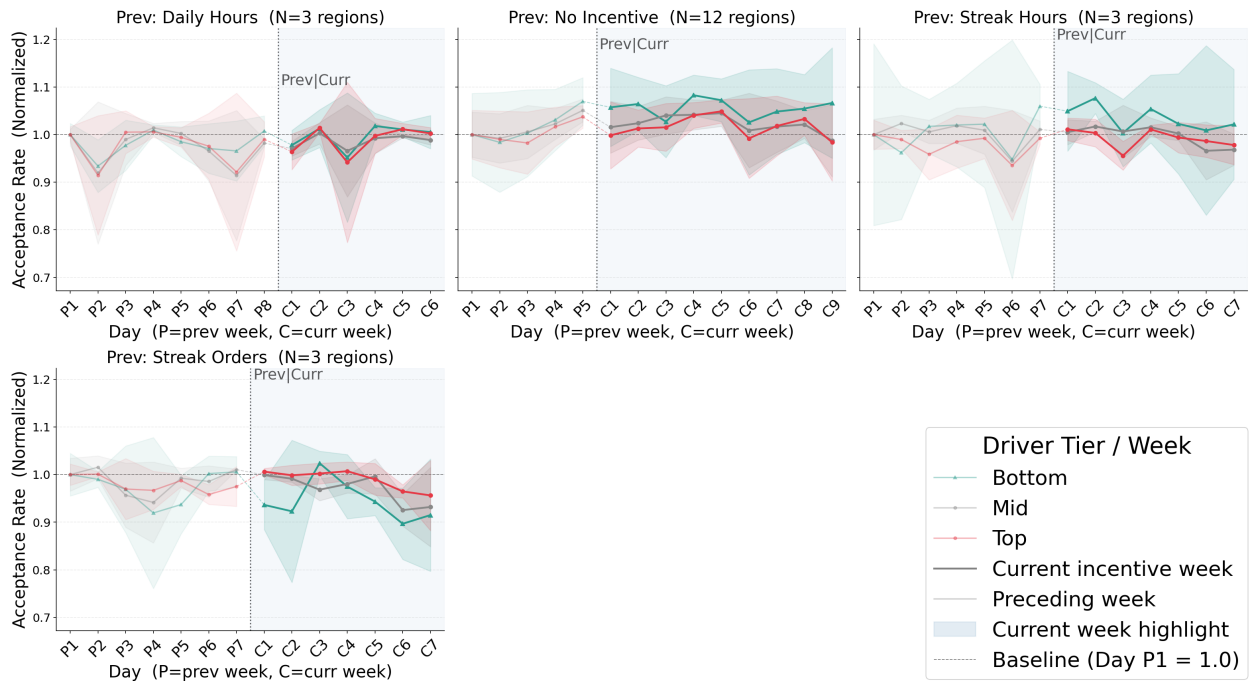 Prev: Daily Hours  (N=3 regions)
Acceptance Rate  (Normalized)
1.2
1.1
1.0
0.9
0.8
0.7
Prev|Curr
P1 P2 P3 P4 P5 P6 P7 P8 C1 C2 C3 C4 C5 C6
Day  (P=prev week, C=curr week)
Prev: No Incentive  (N=12 regions)
Prev|Curr
P1 P2 P3 P4 P5 C1 C2 C3 C4 C5 C6 C7 C8 C9
Day  (P=prev week, C=curr week)
Prev: Streak Hours  (N=3 regions)
Prev|Curr
P1 P2 P3 P4 P5 P6 P7 C1 C2 C3 C4 C5 C6 C7
Day  (P=prev week, C=curr week)
Prev: Streak Orders  (N=3 regions)
Acceptance Rate  (Normalized)
1.2
1.1
1.0
0.9
0.8
0.7
Prev|Curr
P1 P2 P3 P4 P5 P6 P7 C1 C2 C3 C4 C5 C6 C7
Day  (P=prev week, C=curr week)
Driver Tier / Week
Bottom
Mid
Top
Current incentive week
Preceding week
Current week highlight
Baseline (Day P1 = 1.0)